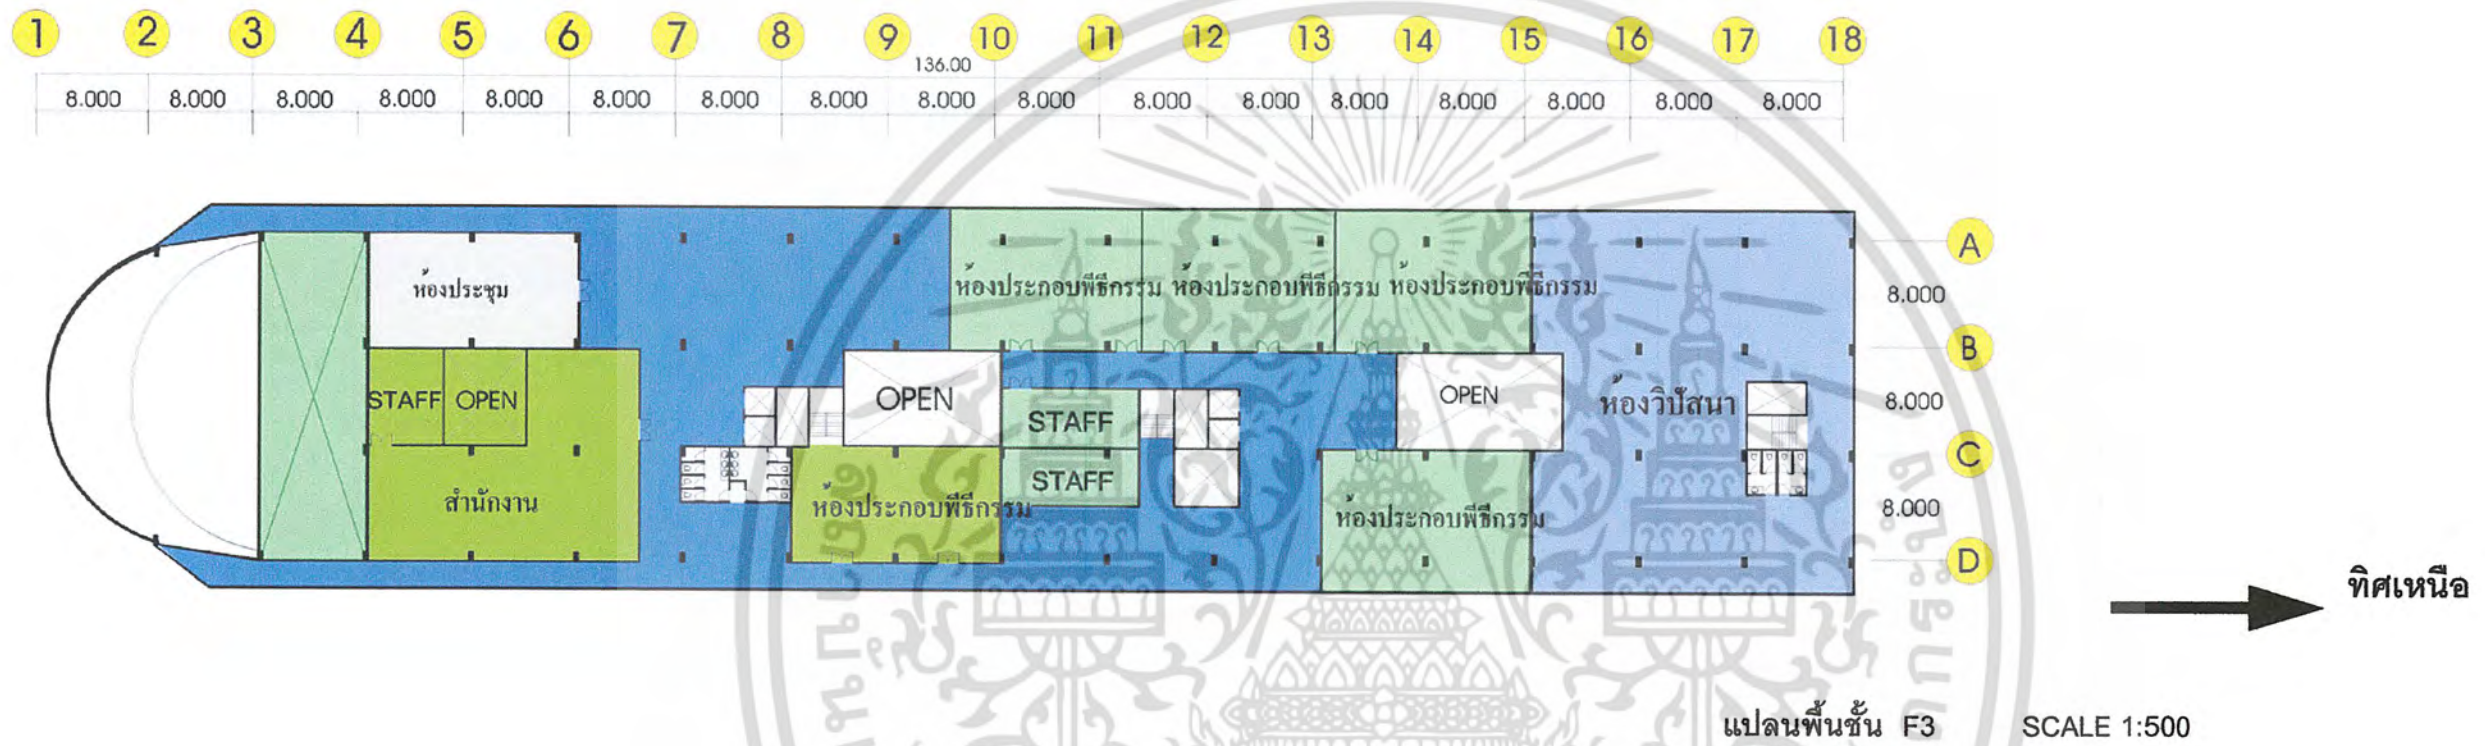 1 2 3 4 5 6 7 8 9 10 11 12 13 14 15 16 17 18
136.00
8.000 8.000 8.000 8.000 8.000 8.000 8.000 8.000 8.000 8.000 8.000 8.000 8.000 8.000 8.000 8.000 8.000
A
ห้องประชุม
ห้องประกอบพีธีกรรม ห้องประกอบพีธีกรรม ห้องประกอบพีธีกรรม
8.000
B
STAFF OPEN
OPEN
STAFF
OPEN
ห้องวิปัสนา
8.000
C
STAFF
สำนักงาน
ห้องประกอบพีธีกรรม
ห้องประกอบพีธีกรรม
8.000
D
ทิศเหนือ
แปลนพื้นชั้น F3 SCALE 1:500